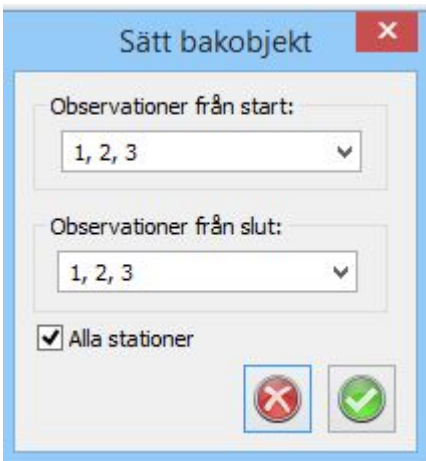 Sätt bakobjekt
Observationer från start:
1, 2, 3
Observationer från slut:
1, 2, 3
Alla stationer